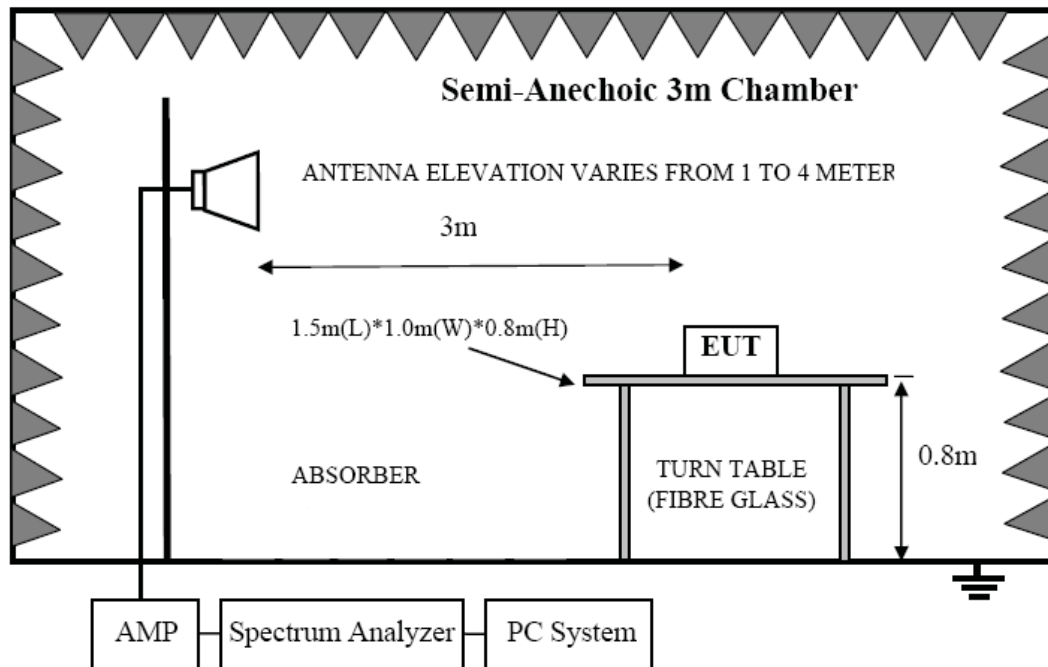 Semi-Anechoic 3m Chamber
ANTENNA ELEVATION VARIES FROM 1 TO 4 METER
3m
1.5m(L)*1.0m(W)*0.8m(H)
EUT
0.8m
ABSORBER
TURN TABLE
(FIBRE GLASS)
AMP
Spectrum Analyzer
PC System